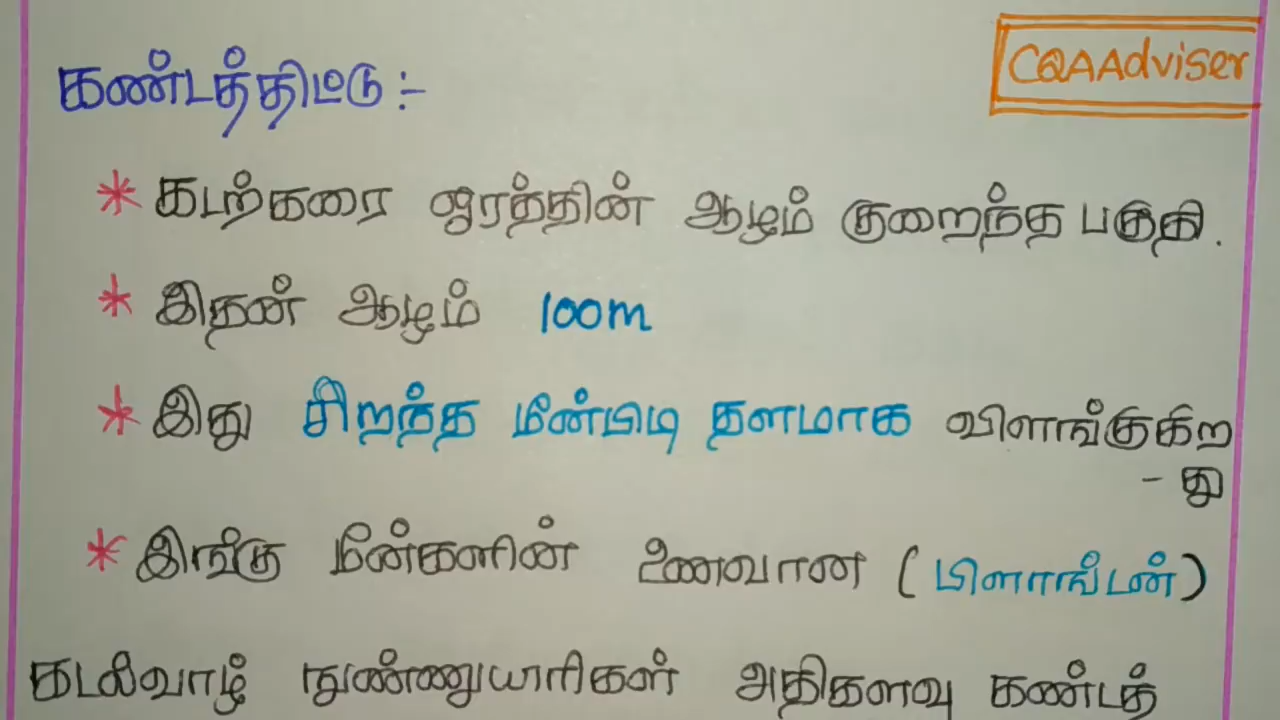 CQAAdviser
கண்டத்திட்டு :-
* கடற்கரை ஓரத்தின் ஆழம் குறைந்த பகுதி.
* இதன் ஆழம் 100m
* இது சிறந்த மீன்பிடி தளமாக விளங்குகிற
- து
* இங்கு மீன்களின் உணவான (பிளாங்டன்)
கடல்வாழ் நுண்ணுயாரிகள் அதிகளவு கண்டத்